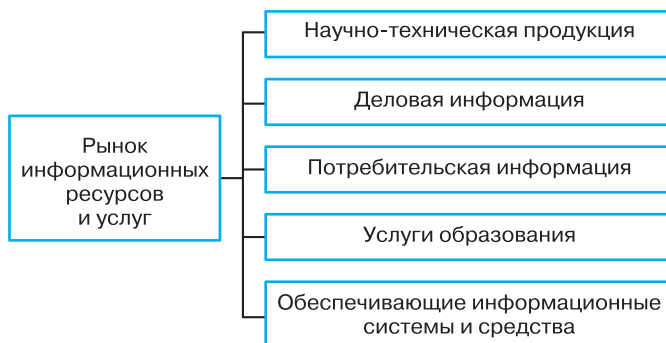 Рынок
информационных
ресурсов
и услуг
Научно-техническая продукция
Деловая информация
Потребительская информация
Услуги образования
Обеспечивающие информационные
системы и средства